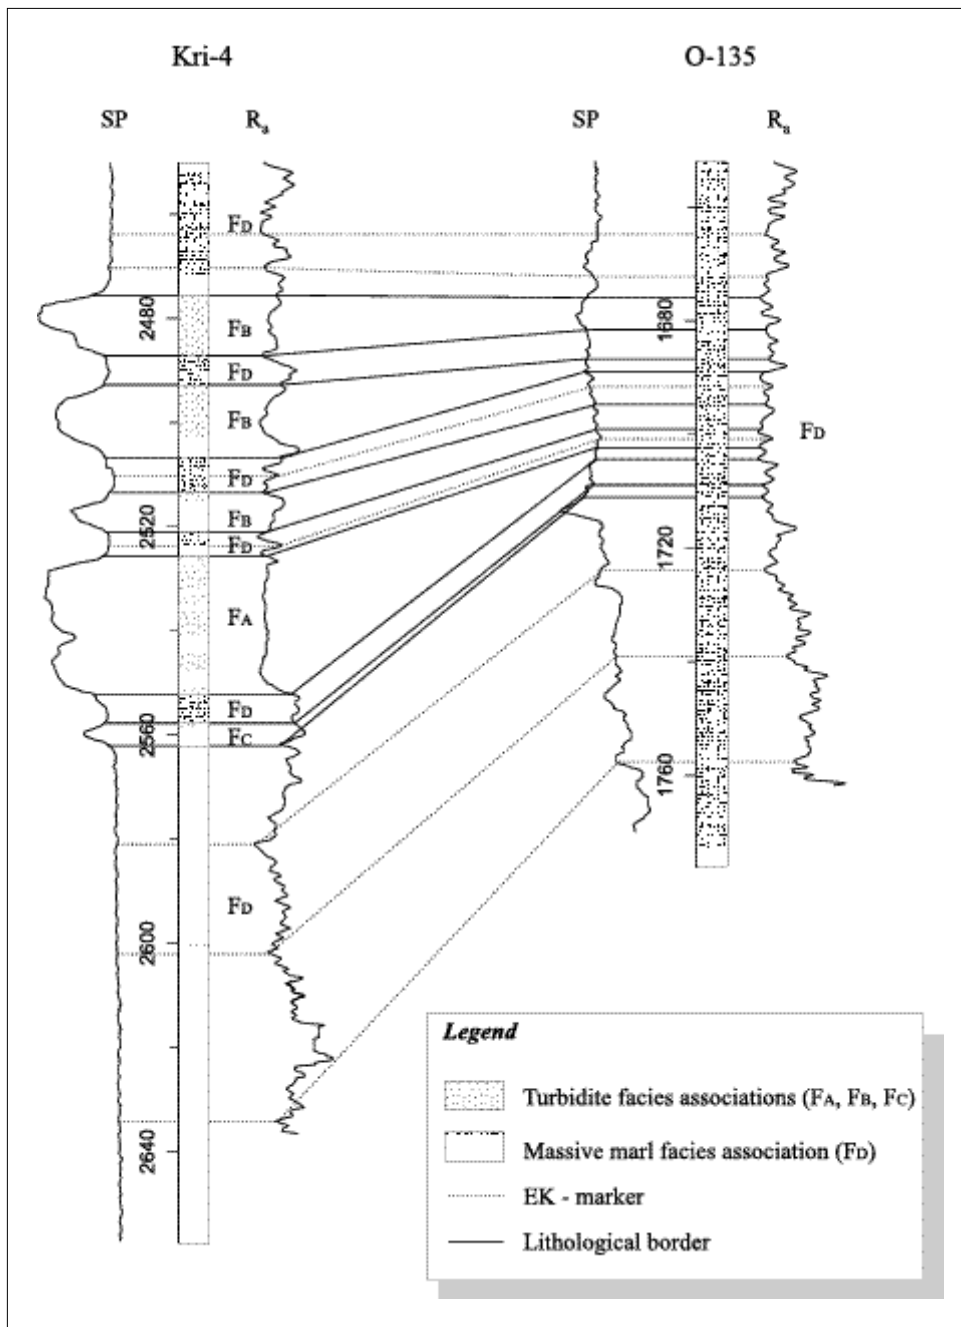 Kri-4 O-135
SP Ra SP Ra
FD
2480 FB 1680
FD
FB
FD
FD
2520 FB
FD
1720
FA
FD
2560 FC
1760
FD
2600
2640
Legend
Turbidite facies associations (FA, FB, FC)
Massive marl facies association (FD)
EK - marker
Lithological border